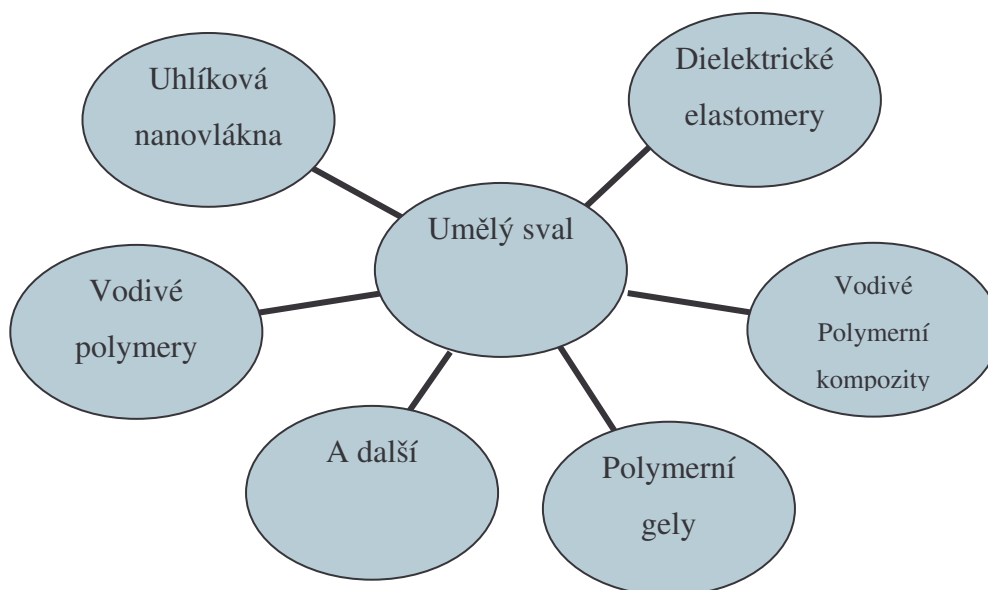 Uhlíková
nanovlákna
Dielektrické
elastomery
Umělý sval
Vodivé
polymery
Vodivé
Polymerní
kompozity
A další
Polymerní
gely